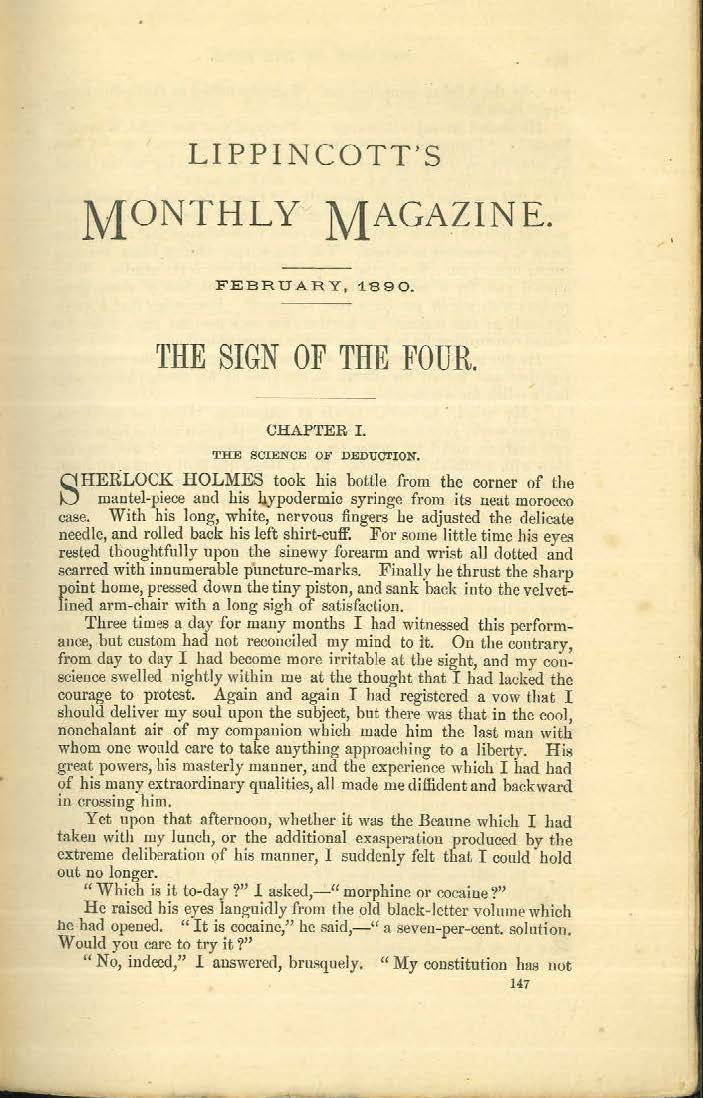 LIPPINCOTT'S
MONTHLY MAGAZINE.
FEBRUARY, 1890.
THE SIGN OF THE FOUR.
CHAPTER I.
THE SCIENCE OF DEDUCTION.
SHERLOCK HOLMES took his bottle from the corner of the
mantel-piece and his hypodermic syringe from its neat morocco
case. With his long, white, nervous fingers he adjusted the delicate
needle, and rolled back his left shirt-cuff. For some little time his eyes
rested thoughtfully upon the sinewy forearm and wrist all dotted and
scarred with innumerable puncture-marks. Finally he thrust the sharp
point home, pressed down the tiny piston, and sank back into the velvet-
lined arm-chair with a long sigh of satisfaction.
Three times a day for many months I had witnessed this perform-
ance, but custom had not reconciled my mind to it. On the contrary,
from day to day I had become more irritable at the sight, and my con-
science swelled nightly within me at the thought that I had lacked the
courage to protest. Again and again I had registered a vow that I
should deliver my soul upon the subject, but there was that in the cool,
nonchalant air of my companion which made him the last man with
whom one would care to take anything approaching to a liberty. His
great powers, his masterly manner, and the experience which I had had
of his many extraordinary qualities, all made me diffident and backward
in crossing him.
Yet upon that afternoon, whether it was the Beaune which I had
taken with my lunch, or the additional exasperation produced by the
extreme deliberation of his manner, I suddenly felt that I could hold
out no longer.
"Which is it to-day?" I asked,—"morphine or cocaine?"
He raised his eyes languidly from the old black-letter volume which
he had opened. "It is cocaine," he said,—"a seven-per-cent. solution.
Would you care to try it?"
"No, indeed," I answered, brusquely. "My constitution has not
147